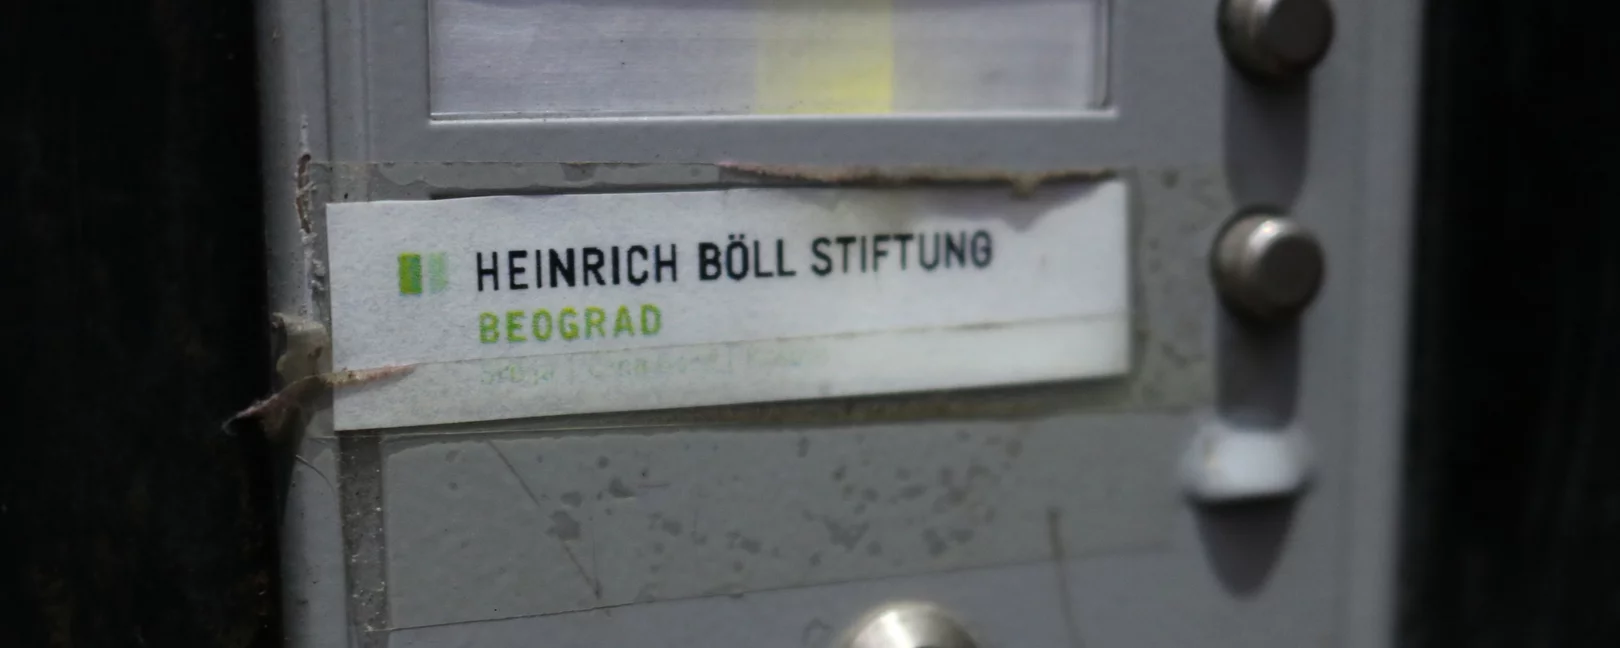 HEINRICH BÖLL STIFTUNG
BEOGRAD